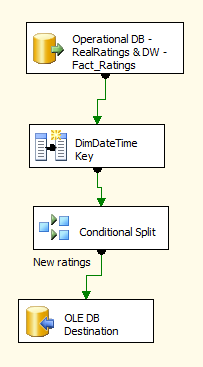 Operational DB -
RealRatings & DW -
Fact_Ratings
DimDateTime
Key
Conditional Split
New ratings
OLE DB
Destination